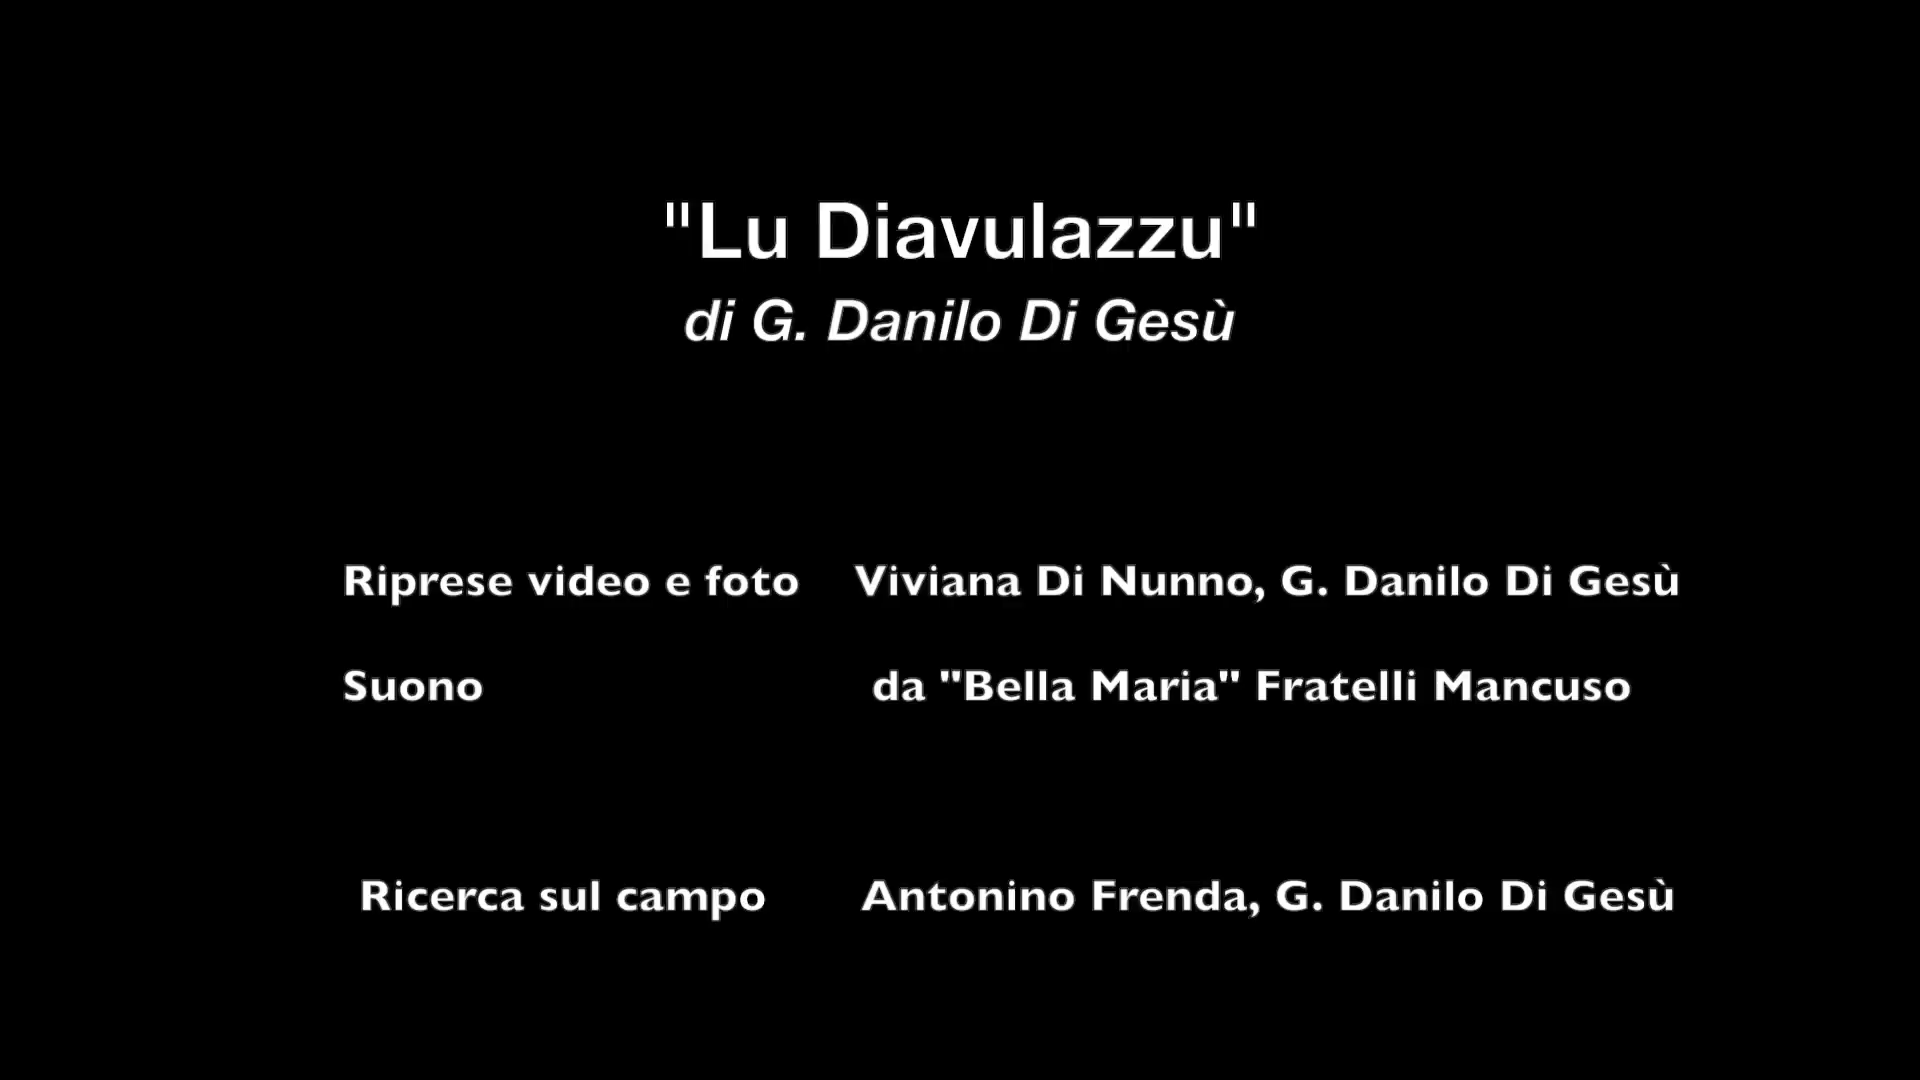 "Lu Diavulazzu"
di G. Danilo Di Gesù
Riprese video e foto Viviana Di Nunno, G. Danilo Di Gesù
Suono da "Bella Maria" Fratelli Mancuso
Ricerca sul campo Antonino Frenda, G. Danilo Di Gesù